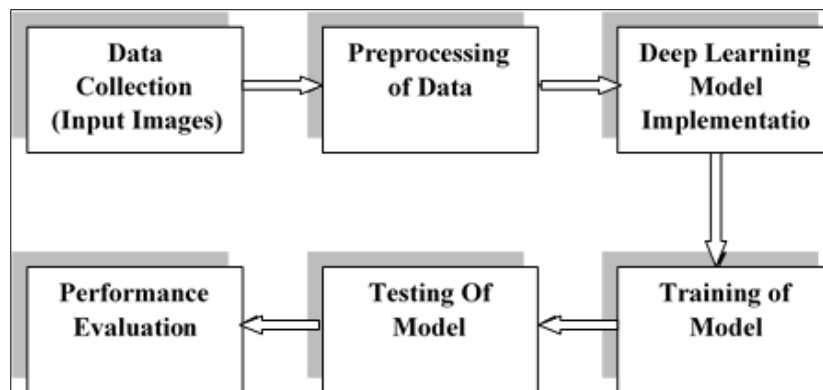 Data
Collection
(Input Images)
Preprocessing
of Data
Deep Learning
Model
Implementatio
Training of
Model
Testing Of
Model
Performance
Evaluation